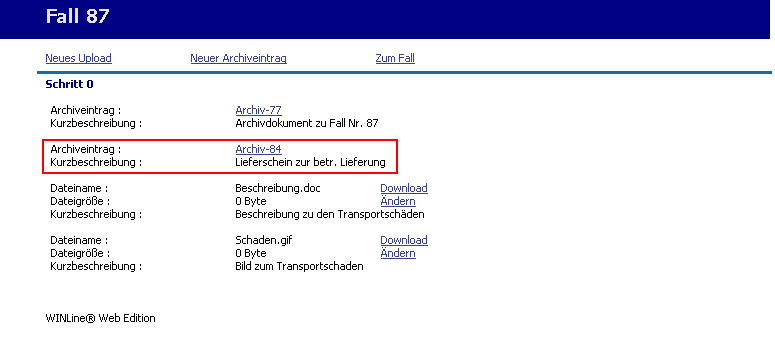 Fall 87
Neues Upload Neuer Archiveintrag Zum Fall
Schritt 0
Archiveintrag : Archiv-77
Kurzbeschreibung : Archivdokument zu Fall Nr. 87
Archiveintrag : Archiv-84
Kurzbeschreibung : Lieferschein zur betr. Lieferung
Dateiname : Beschreibung.doc Download
Dateigröße : 0 Byte Ändern
Kurzbeschreibung : Beschreibung zu den Transportschäden
Dateiname : Schaden.gif Download
Dateigröße : 0 Byte Ändern
Kurzbeschreibung : Bild zum Transportschaden
WINLine® Web Edition